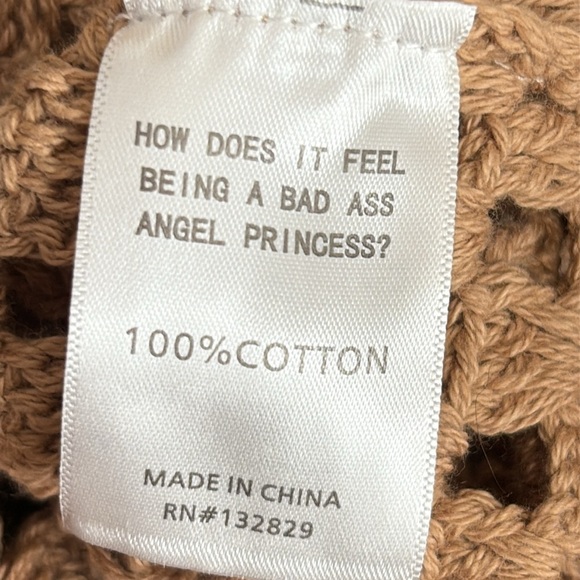 HOW DOES IT FEEL
BEING A BAD ASS
ANGEL PRINCESS?
100%COTTON
MADE IN CHINA
RN#132829